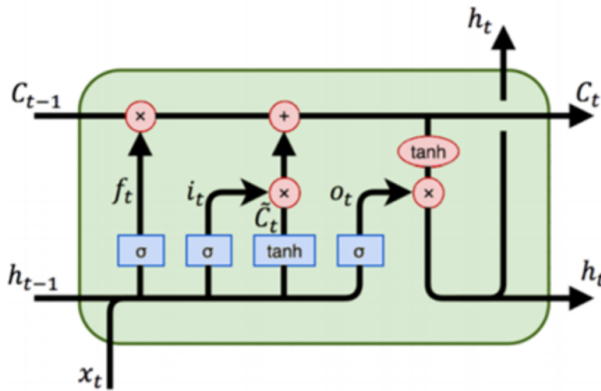 h_t
C_{t-1} × + C_t
tanh
f_t i_t × o_t ×
C̃_t
σ σ tanh σ
h_{t-1} h_t
x_t